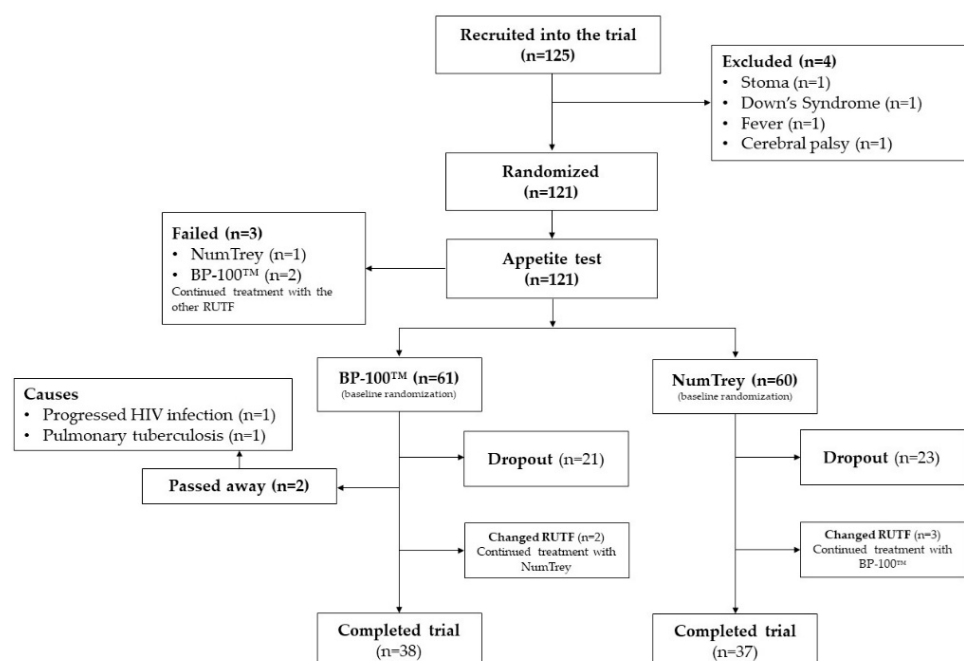 Recruited into the trial
(n=125)
Excluded (n=4)
• Stoma (n=1)
• Down's Syndrome (n=1)
• Fever (n=1)
• Cerebral palsy (n=1)
Randomized
(n=121)
Failed (n=3)
• NumTrey (n=1)
• BP-100™ (n=2)
Continued treatment with the
other RUTF
Appetite test
(n=121)
BP-100™ (n=61)
(baseline randomization)
NumTrey (n=60)
(baseline randomization)
Causes
• Progressed HIV infection (n=1)
• Pulmonary tuberculosis (n=1)
Passed away (n=2)
Dropout (n=21)
Dropout (n=23)
Changed RUTF (n=2)
Continued treatment with
NumTrey
Changed RUTF (n=3)
Continued treatment with
BP-100™
Completed trial
(n=38)
Completed trial
(n=37)